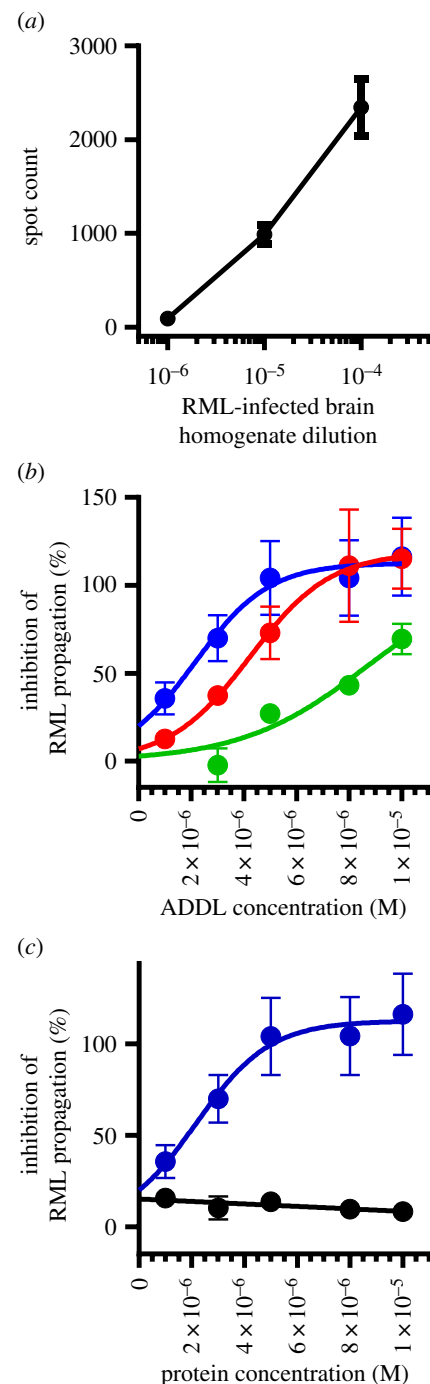 (a)
3000
2000
1000
0
spot count
10⁻⁶ 10⁻⁵ 10⁻⁴
RML-infected brain
homogenate dilution
(b)
150
100
50
0
inhibition of
RML propagation (%)
0 2 × 10⁻⁶ 4 × 10⁻⁶ 6 × 10⁻⁶ 8 × 10⁻⁶ 1 × 10⁻⁵
ADDL concentration (M)
(c)
100
50
0
inhibition of
RML propagation (%)
0 2 × 10⁻⁶ 4 × 10⁻⁶ 6 × 10⁻⁶ 8 × 10⁻⁶ 1 × 10⁻⁵
protein concentration (M)